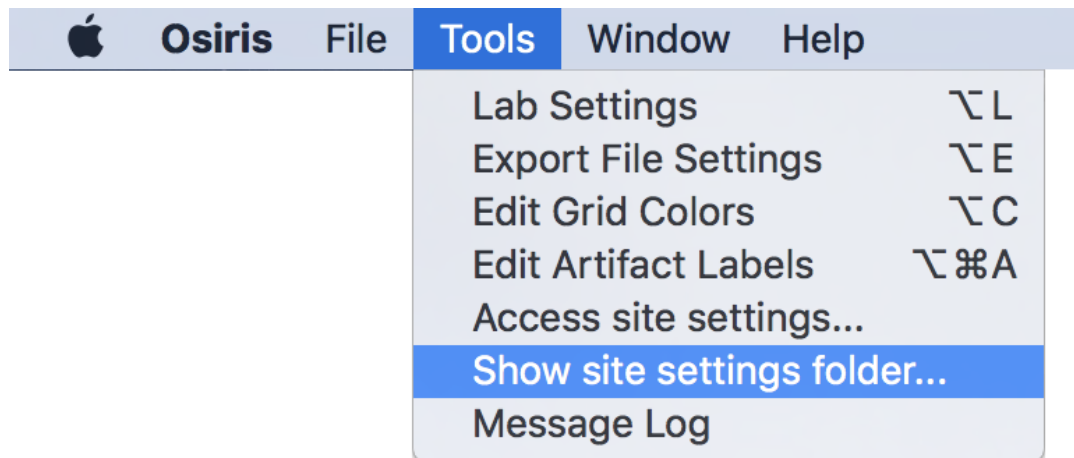 Osiris File Tools Window Help
Lab Settings ⌥L
Export File Settings ⌥E
Edit Grid Colors ⌥C
Edit Artifact Labels ⌥⌘A
Access site settings...
Show site settings folder...
Message Log